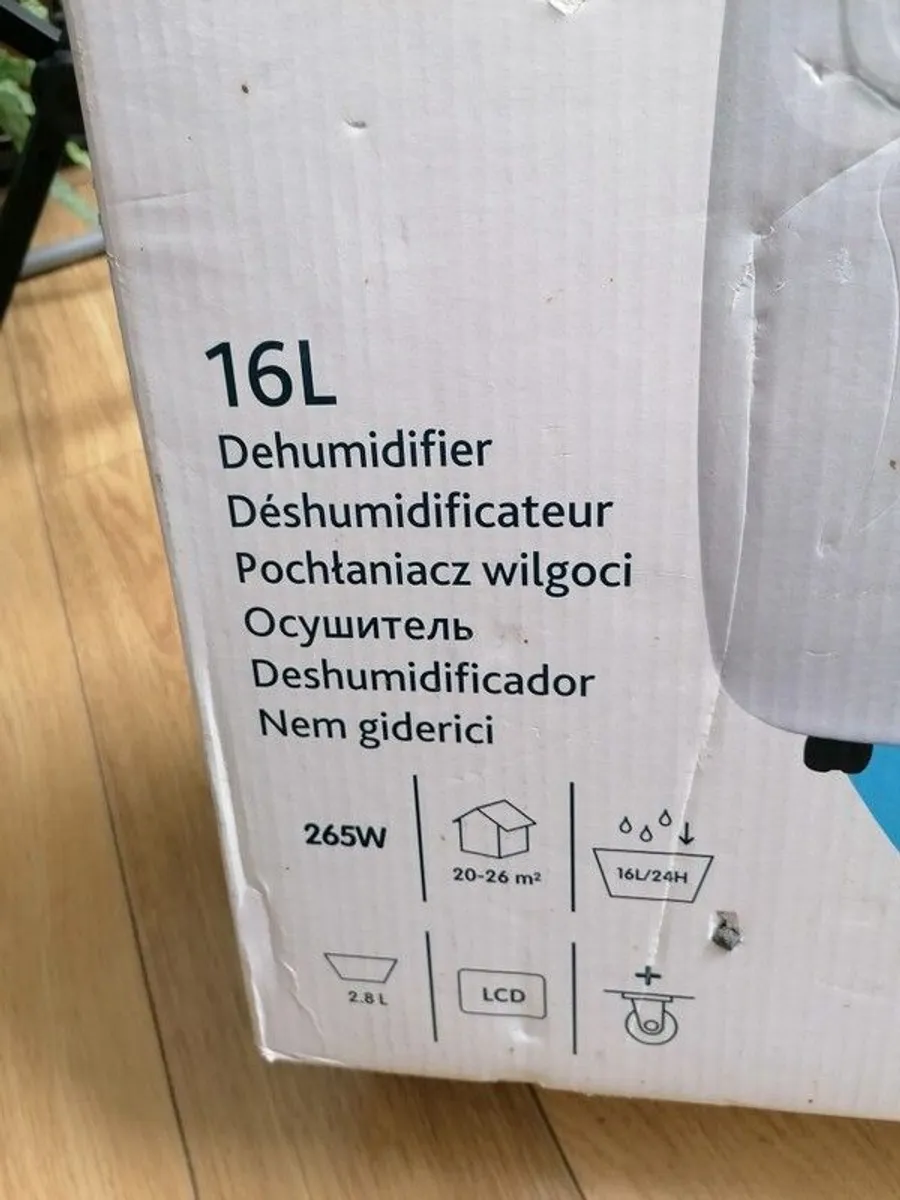 16L
Dehumidifier
Déshumidificateur
Pochłaniacz wilgoci
Осушитель
Deshumidificador
Nem giderici
265W
20-26 m²
16L/24H
2.8 L
LCD